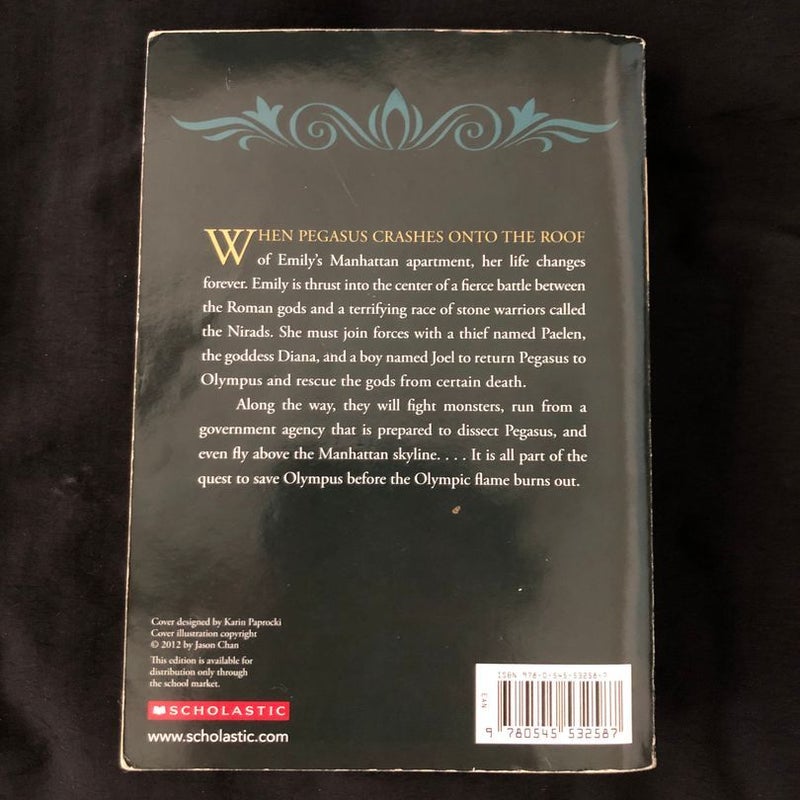 WHEN PEGASUS CRASHES ONTO THE ROOF
of Emily's Manhattan apartment, her life changes
forever. Emily is thrust into the center of a fierce battle between
the Roman gods and a terrifying race of stone warriors called
the Nirads. She must join forces with a thief named Paelen,
the goddess Diana, and a boy named Joel to return Pegasus to
Olympus and rescue the gods from certain death.
Along the way, they will fight monsters, run from a
government agency that is prepared to dissect Pegasus, and
even fly above the Manhattan skyline. . . . It is all part of the
quest to save Olympus before the Olympic flame burns out.
Cover designed by Karin Paprocki
Cover illustration copyright
© 2012 by Jason Chan
This edition is available for
distribution only through
the school market.
SCHOLASTIC
www.scholastic.com
ISBN 978-0-545-53258-7
EAN
9 780545 532587